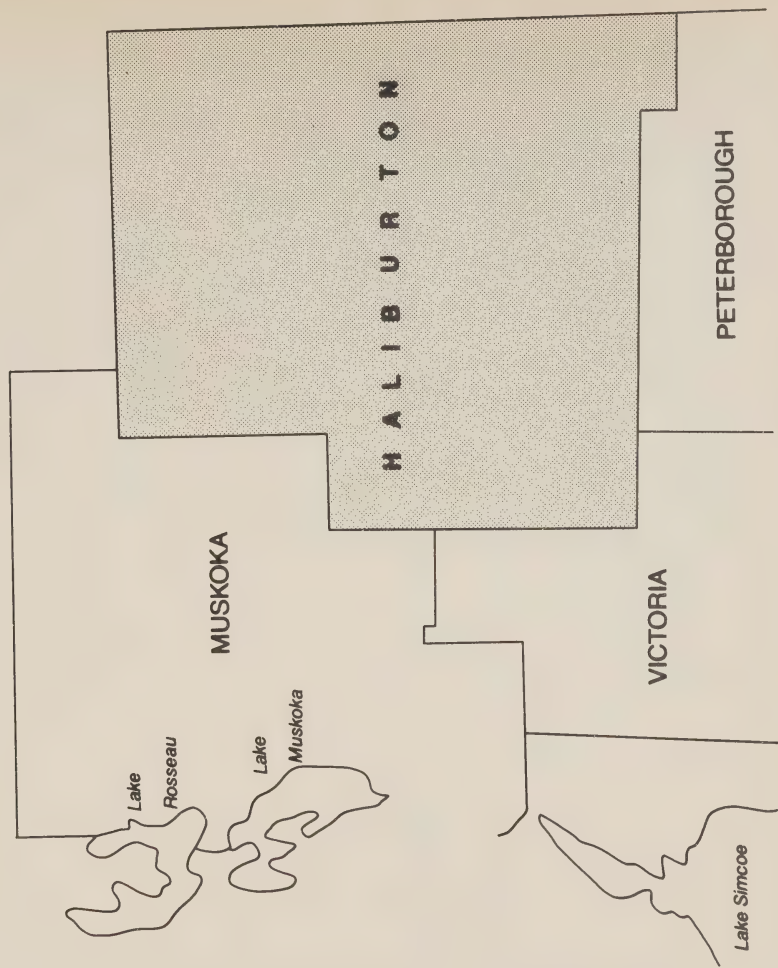 Lake
Rosseau
Lake
Muskoka
MUSKOKA
HALIBURTON
Lake Simcoe
VICTORIA
PETERBOROUGH